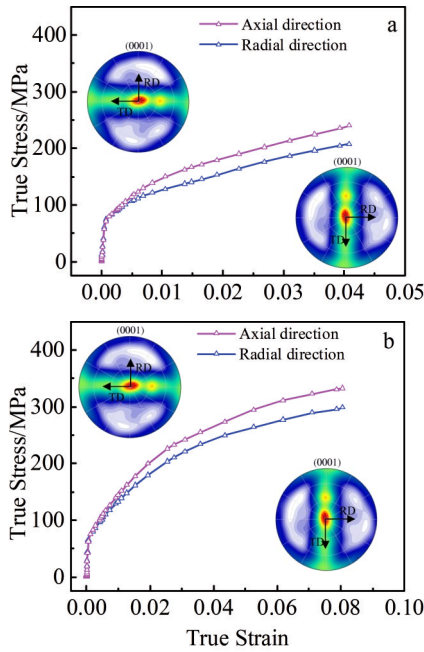 a
Axial direction
Radial direction
(0001)
RD
TD
(0001)
RD
TD
True Stress/MPa
400
300
200
100
0
0.00 0.01 0.02 0.03 0.04 0.05
b
Axial direction
Radial direction
(0001)
RD
TD
(0001)
RD
TD
True Stress/MPa
400
300
200
100
0
0.00 0.02 0.04 0.06 0.08 0.10
True Strain